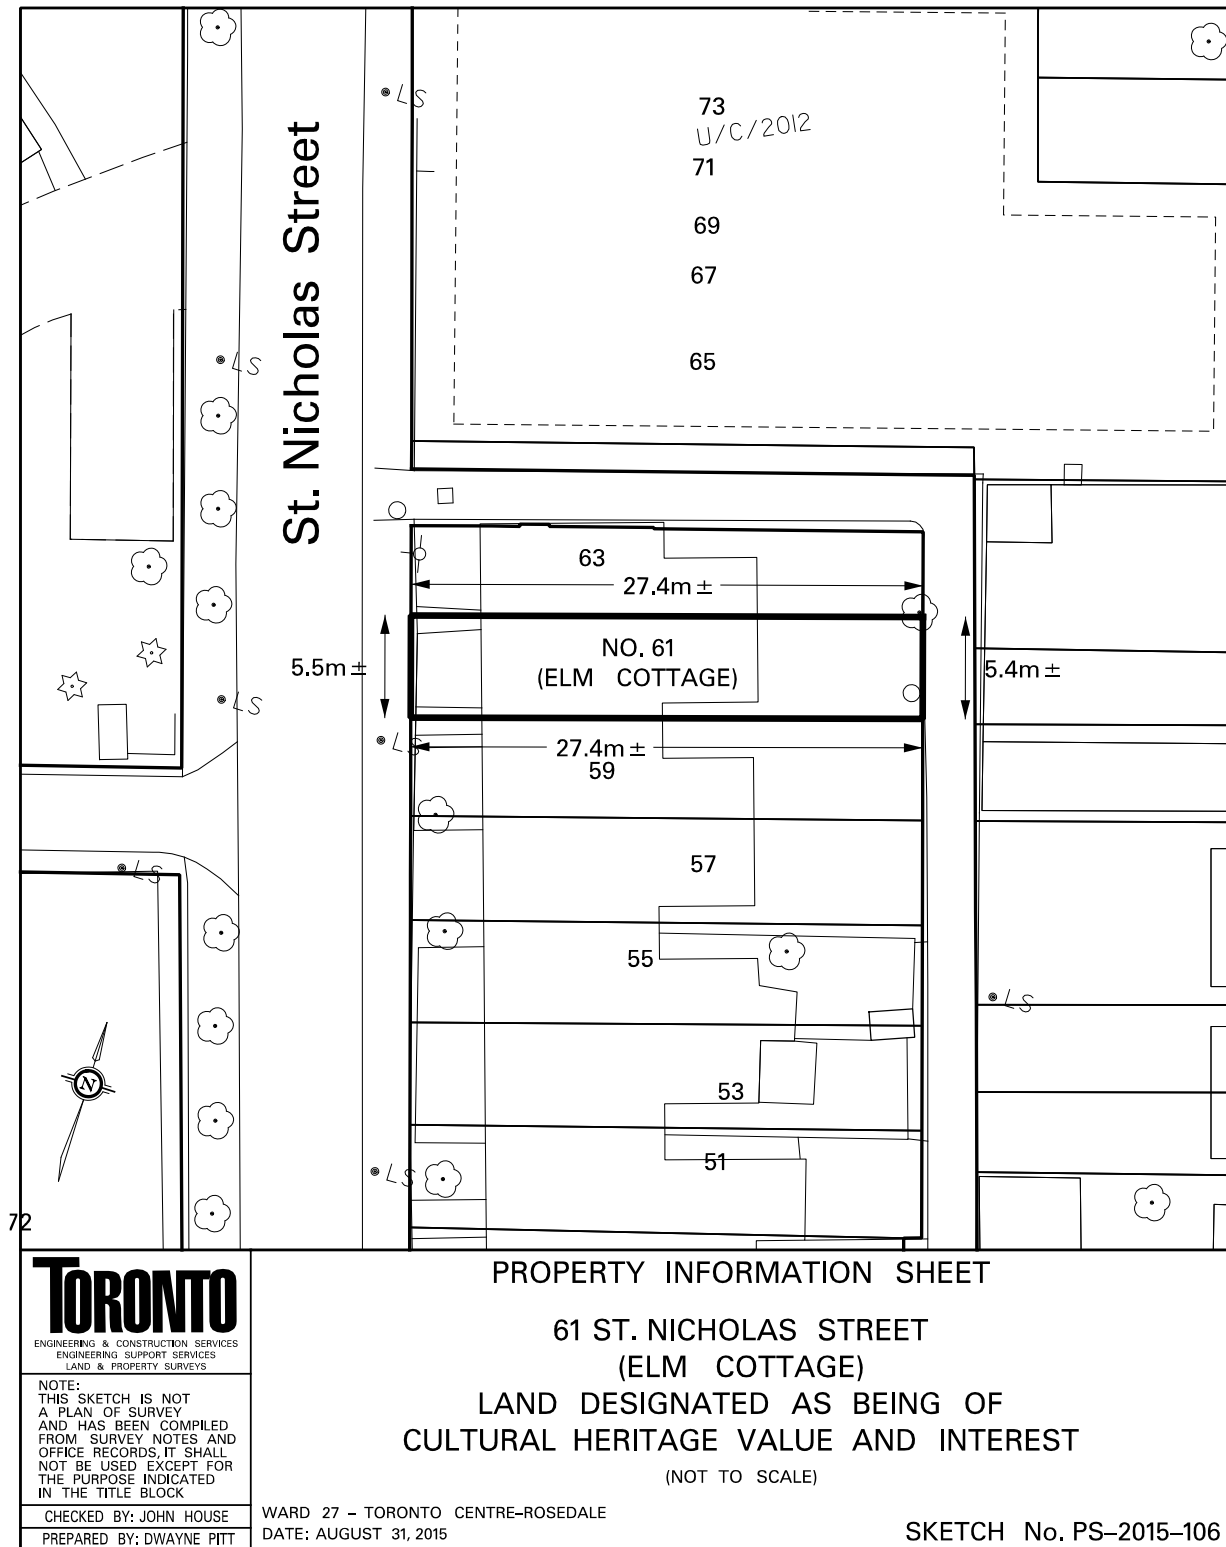 St. Nicholas Street
LS
73
U/C/2012
71
69
67
65
LS
63
27.4m ±
NO. 61
(ELM COTTAGE)
5.5m ±
5.4m ±
LS
LS
27.4m ±
59
57
LS
55
LS
53
N
51
LS
72
TORONTO
ENGINEERING & CONSTRUCTION SERVICES
ENGINEERING SUPPORT SERVICES
LAND & PROPERTY SURVEYS
NOTE:
THIS SKETCH IS NOT
A PLAN OF SURVEY
AND HAS BEEN COMPILED
FROM SURVEY NOTES AND
OFFICE RECORDS, IT SHALL
NOT BE USED EXCEPT FOR
THE PURPOSE INDICATED
IN THE TITLE BLOCK
CHECKED BY: JOHN HOUSE
PREPARED BY: DWAYNE PITT
PROPERTY INFORMATION SHEET
61 ST. NICHOLAS STREET
(ELM COTTAGE)
LAND DESIGNATED AS BEING OF
CULTURAL HERITAGE VALUE AND INTEREST
(NOT TO SCALE)
WARD 27 – TORONTO CENTRE–ROSEDALE
DATE: AUGUST 31, 2015
SKETCH No. PS–2015–106